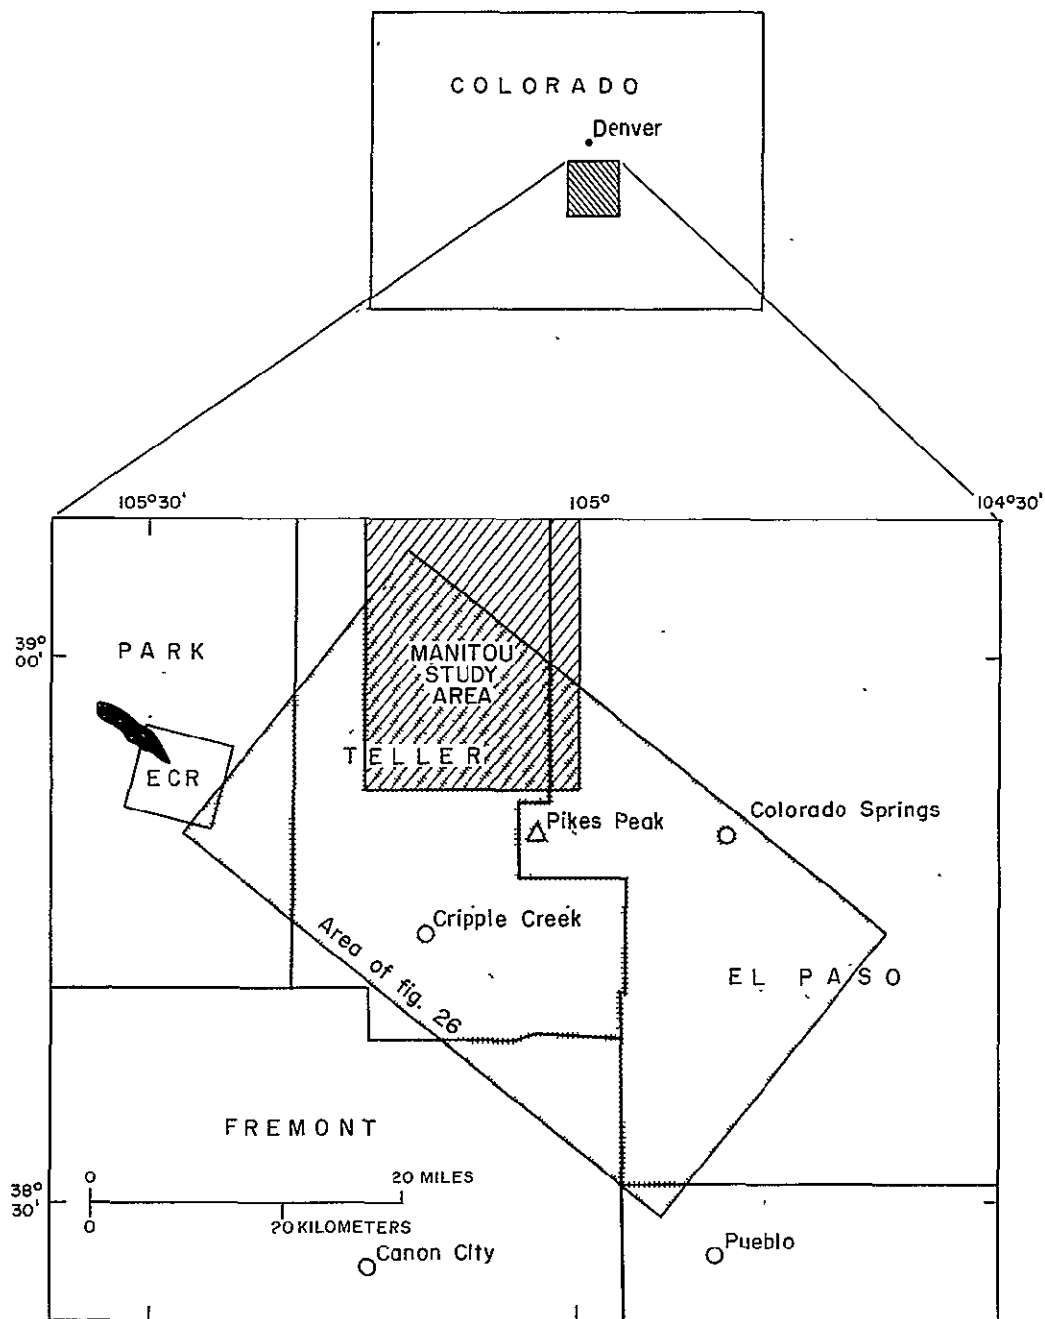 COLORADO
Denver
105°30' 105° 104°30'
39°
00'
PARK
MANITOU
STUDY
AREA
TELLER
ECR
Pikes Peak
Colorado Springs
Cripple Creek
Area of fig. 26
EL PASO
FREMONT
0 20 MILES
0 20 KILOMETERS
38°
30'
Canon City
Pueblo